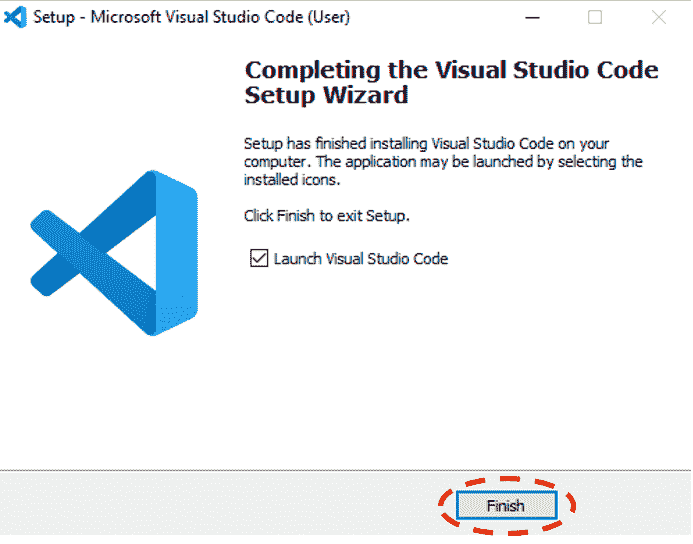 Setup - Microsoft Visual Studio Code (User)
Completing the Visual Studio Code
Setup Wizard
Setup has finished installing Visual Studio Code on your
computer. The application may be launched by selecting the
installed icons.
Click Finish to exit Setup.
Launch Visual Studio Code
Finish